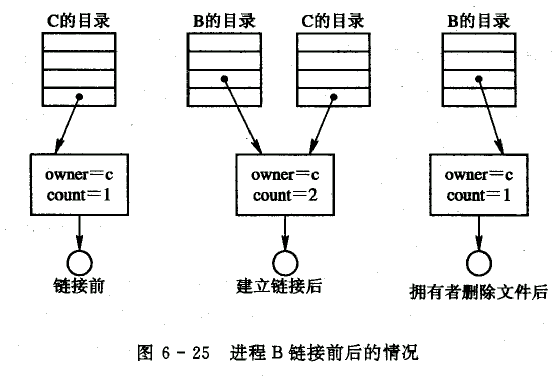 C的目录 B的目录 C的目录 B的目录
owner=c owner=c owner=c
count=1 count=2 count=1
链接前 建立链接后 拥有者删除文件后
图 6-25 进程 B 链接前后的情况